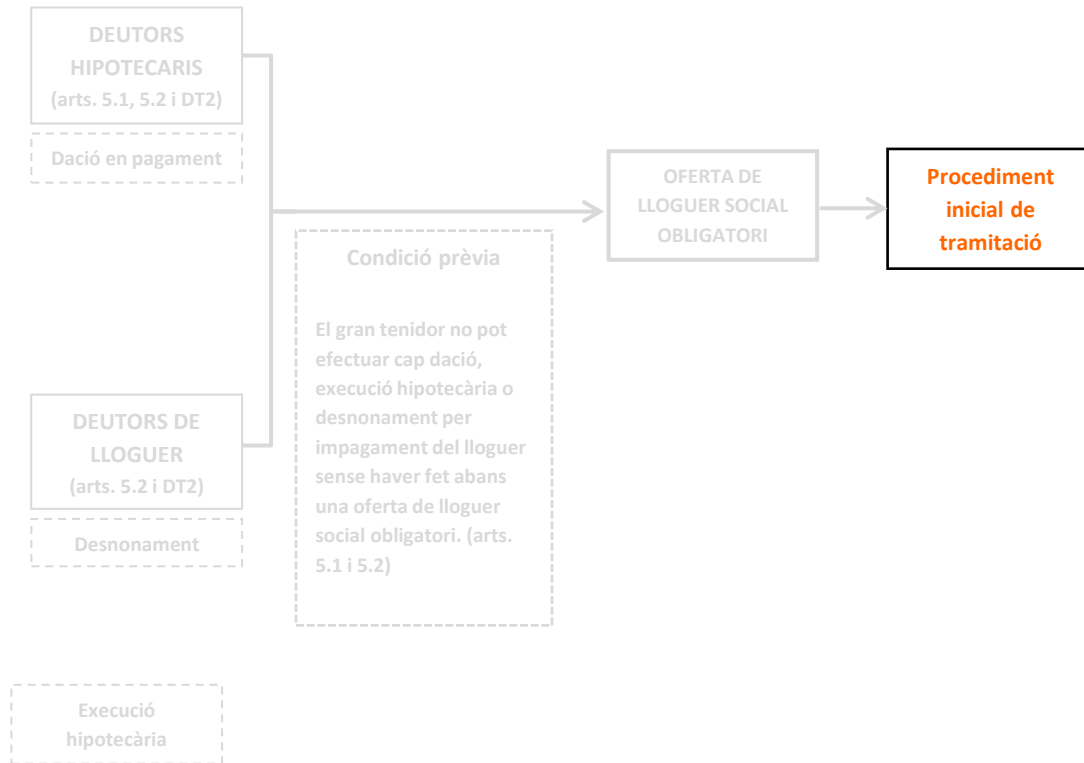 DEUTORS
HIPOTECARIS
(arts. 5.1, 5.2 i DT2)
Dació en pagament
OFERTA DE
LLOGUER SOCIAL
OBLIGATORI
Procediment
inicial de
tramitació
Condició prèvia
El gran tenidor no pot
efectuar cap dació,
execució hipotecària o
desnonament per
impagament del lloguer
sense haver fet abans
una oferta de lloguer
social obligatori. (arts.
5.1 i 5.2)
DEUTORS DE
LLOGUER
(arts. 5.2 i DT2)
Desnonament
Execució
hipotecària